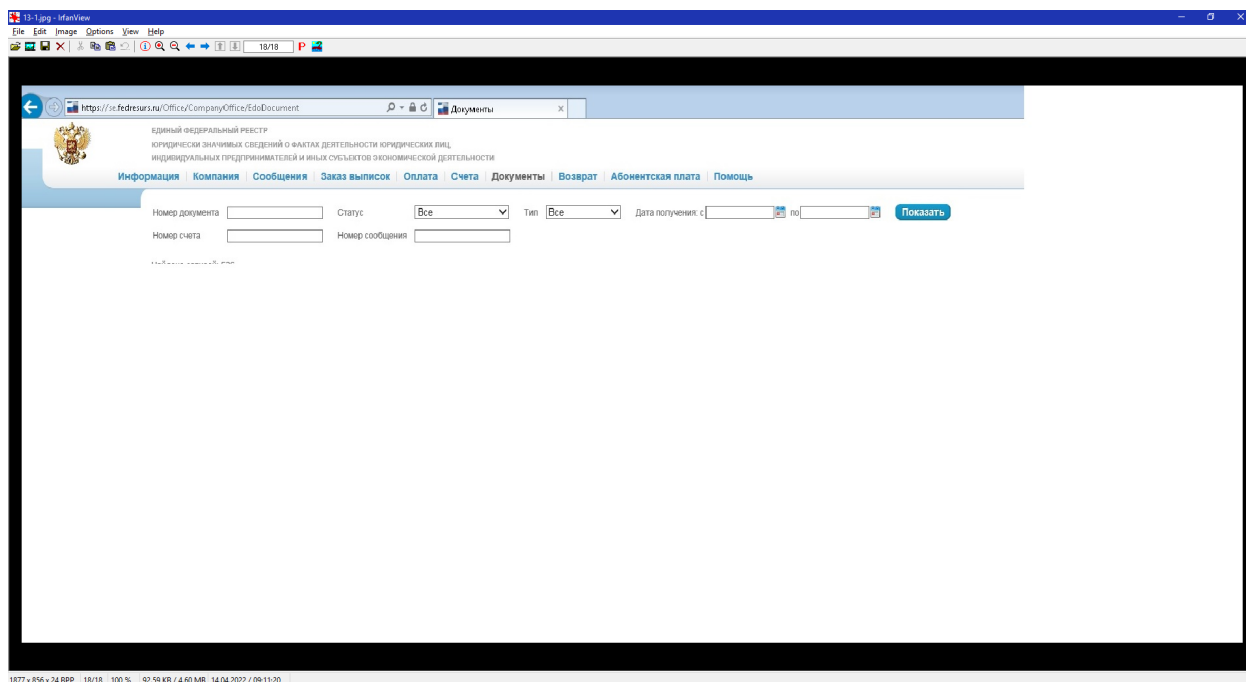 13-1.jpg - IrfanView
File Edit Image Options View Help
18/18 P
https://se.fedresurs.ru/Office/CompanyOffice/EdoDocument Документы
ЕДИНЫЙ ФЕДЕРАЛЬНЫЙ РЕЕСТР
ЮРИДИЧЕСКИ ЗНАЧИМЫХ СВЕДЕНИЙ О ФАКТАХ ДЕЯТЕЛЬНОСТИ ЮРИДИЧЕСКИХ ЛИЦ,
ИНДИВИДУАЛЬНЫХ ПРЕДПРИНИМАТЕЛЕЙ И ИНЫХ СУБЪЕКТОВ ЭКОНОМИЧЕСКОЙ ДЕЯТЕЛЬНОСТИ
Информация Компания Сообщения Заказ выписок Оплата Счета Документы Возврат Абонентская плата Помощь
Номер документа Статус Все Тип Все Дата получения: с по Показать
Номер счета Номер сообщения
1877 x 856 x 24 BPP 18/18 100 % 92.59 KB / 4.60 MB 14.04.2022 / 09:11:20